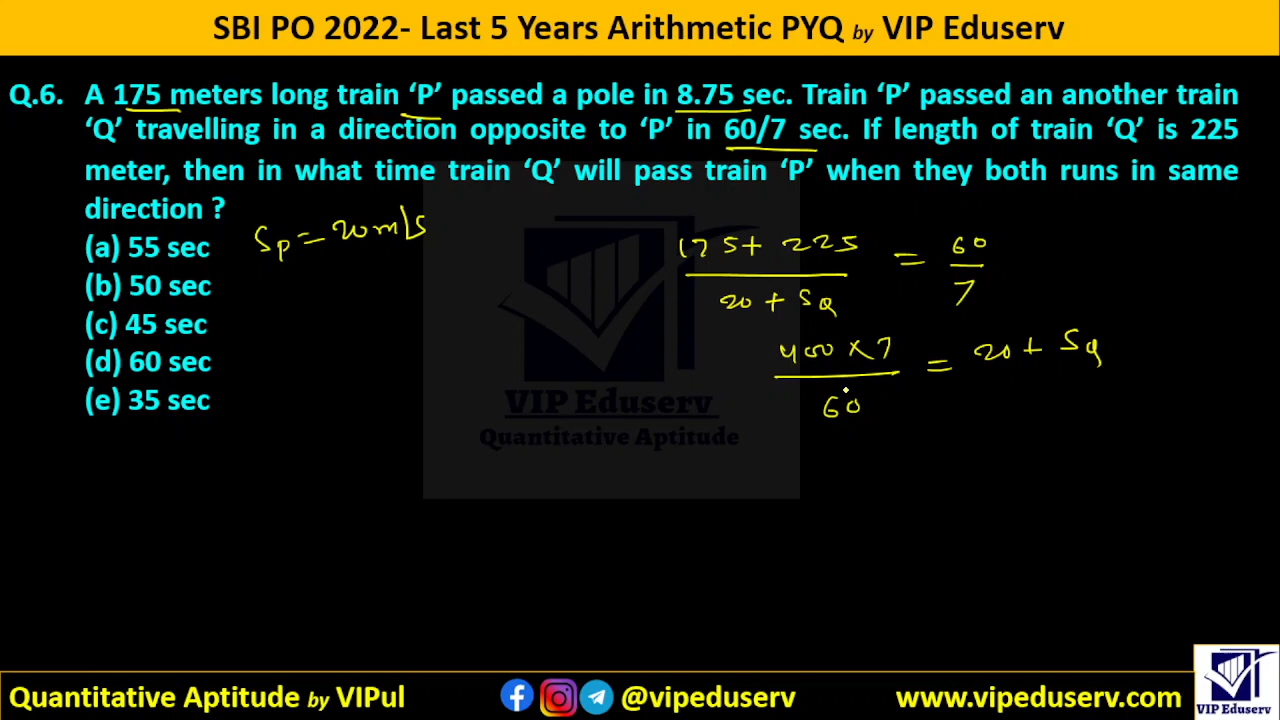 SBI PO 2022- Last 5 Years Arithmetic PYQ by VIP Eduserv
Q.6. A 175 meters long train ‘P’ passed a pole in 8.75 sec. Train ‘P’ passed an another train
‘Q’ travelling in a direction opposite to ‘P’ in 60/7 sec. If length of train ‘Q’ is 225
meter, then in what time train ‘Q’ will pass train ‘P’ when they both runs in same
direction ?
(a) 55 sec
(b) 50 sec
(c) 45 sec
(d) 60 sec
(e) 35 sec
Sp = 20 m/s
175 + 225 = 60
20 + SQ 7
400 × 7 = 20 + SQ
60
VIP Eduserv
Quantitative Aptitude
Quantitative Aptitude by VIPul
@vipeduserv
www.vipeduserv.com
VIP Eduserv